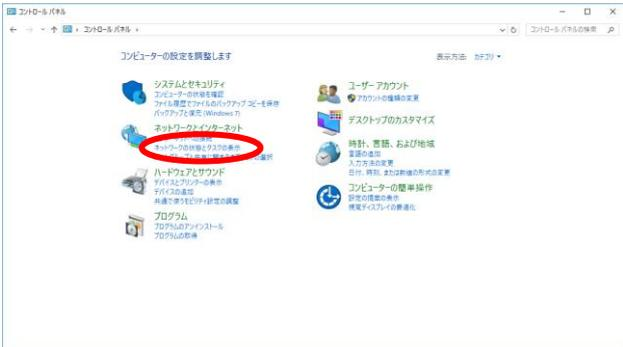 コントロール パネル
コントロール パネル
コントロール パネルの検索
コンピューターの設定を調整します
表示方法: カテゴリ
システムとセキュリティ
コンピューターの状態を確認
ファイル履歴でファイルのバックアップ コピーを保存
バックアップと復元 (Windows 7)
ネットワークとインターネット
ネットワークの状態とタスクの表示
の選択
ハードウェアとサウンド
デバイスとプリンターの表示
デバイスの追加
共通で使うモビリティ設定の調整
プログラム
プログラムのアンインストール
プログラムの取得
ユーザー アカウント
アカウントの種類の変更
デスクトップのカスタマイズ
時計、言語、および地域
言語の追加
入力方法の変更
日付、時刻、または数値の形式の変更
コンピューターの簡単操作
設定の提案の表示
視覚ディスプレイの最適化